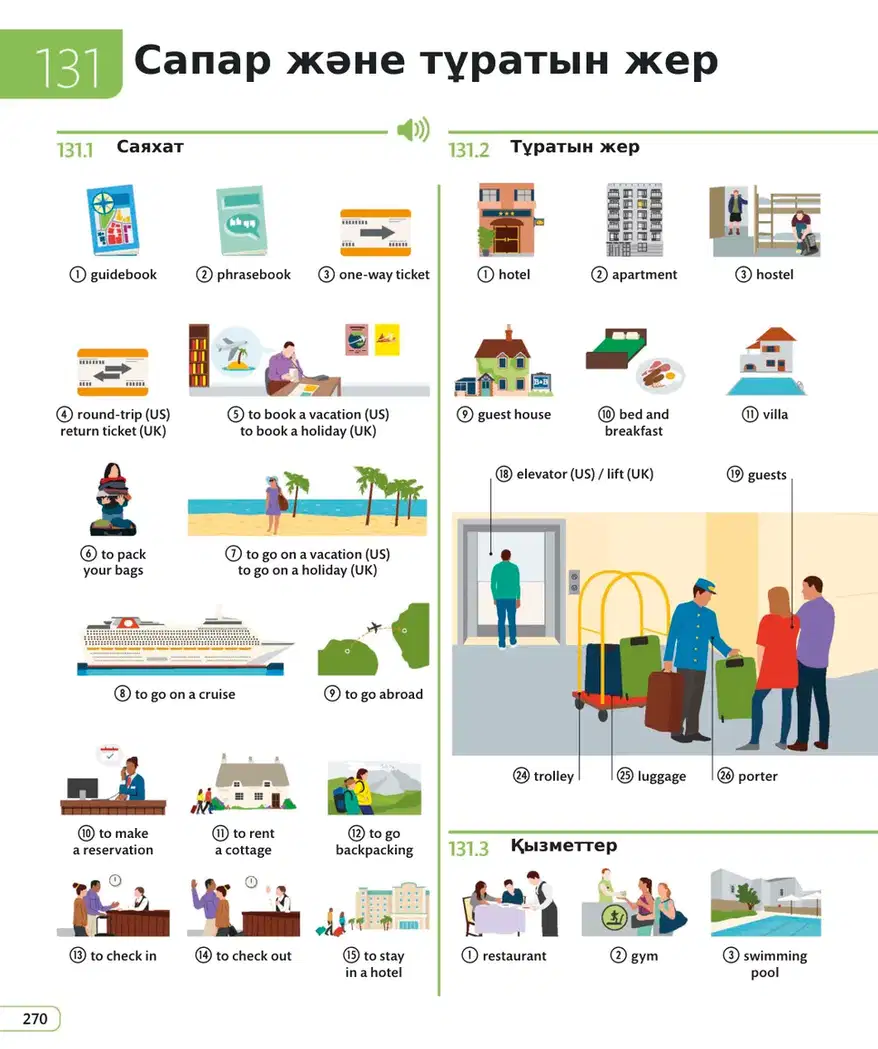 131 Сапар және тұратын жер
131.1 Саяхат
① guidebook
② phrasebook
③ one-way ticket
④ round-trip (US)
return ticket (UK)
⑤ to book a vacation (US)
to book a holiday (UK)
⑥ to pack
your bags
⑦ to go on a vacation (US)
to go on a holiday (UK)
⑧ to go on a cruise
⑨ to go abroad
⑩ to make
a reservation
⑪ to rent
a cottage
⑫ to go
backpacking
⑬ to check in
⑭ to check out
⑮ to stay
in a hotel
131.2 Тұратын жер
① hotel
② apartment
③ hostel
⑨ guest house
B&B
⑩ bed and
breakfast
⑪ villa
⑱ elevator (US) / lift (UK)
⑲ guests
㉔ trolley
㉕ luggage
㉖ porter
131.3 Қызметтер
① restaurant
② gym
③ swimming
pool
270